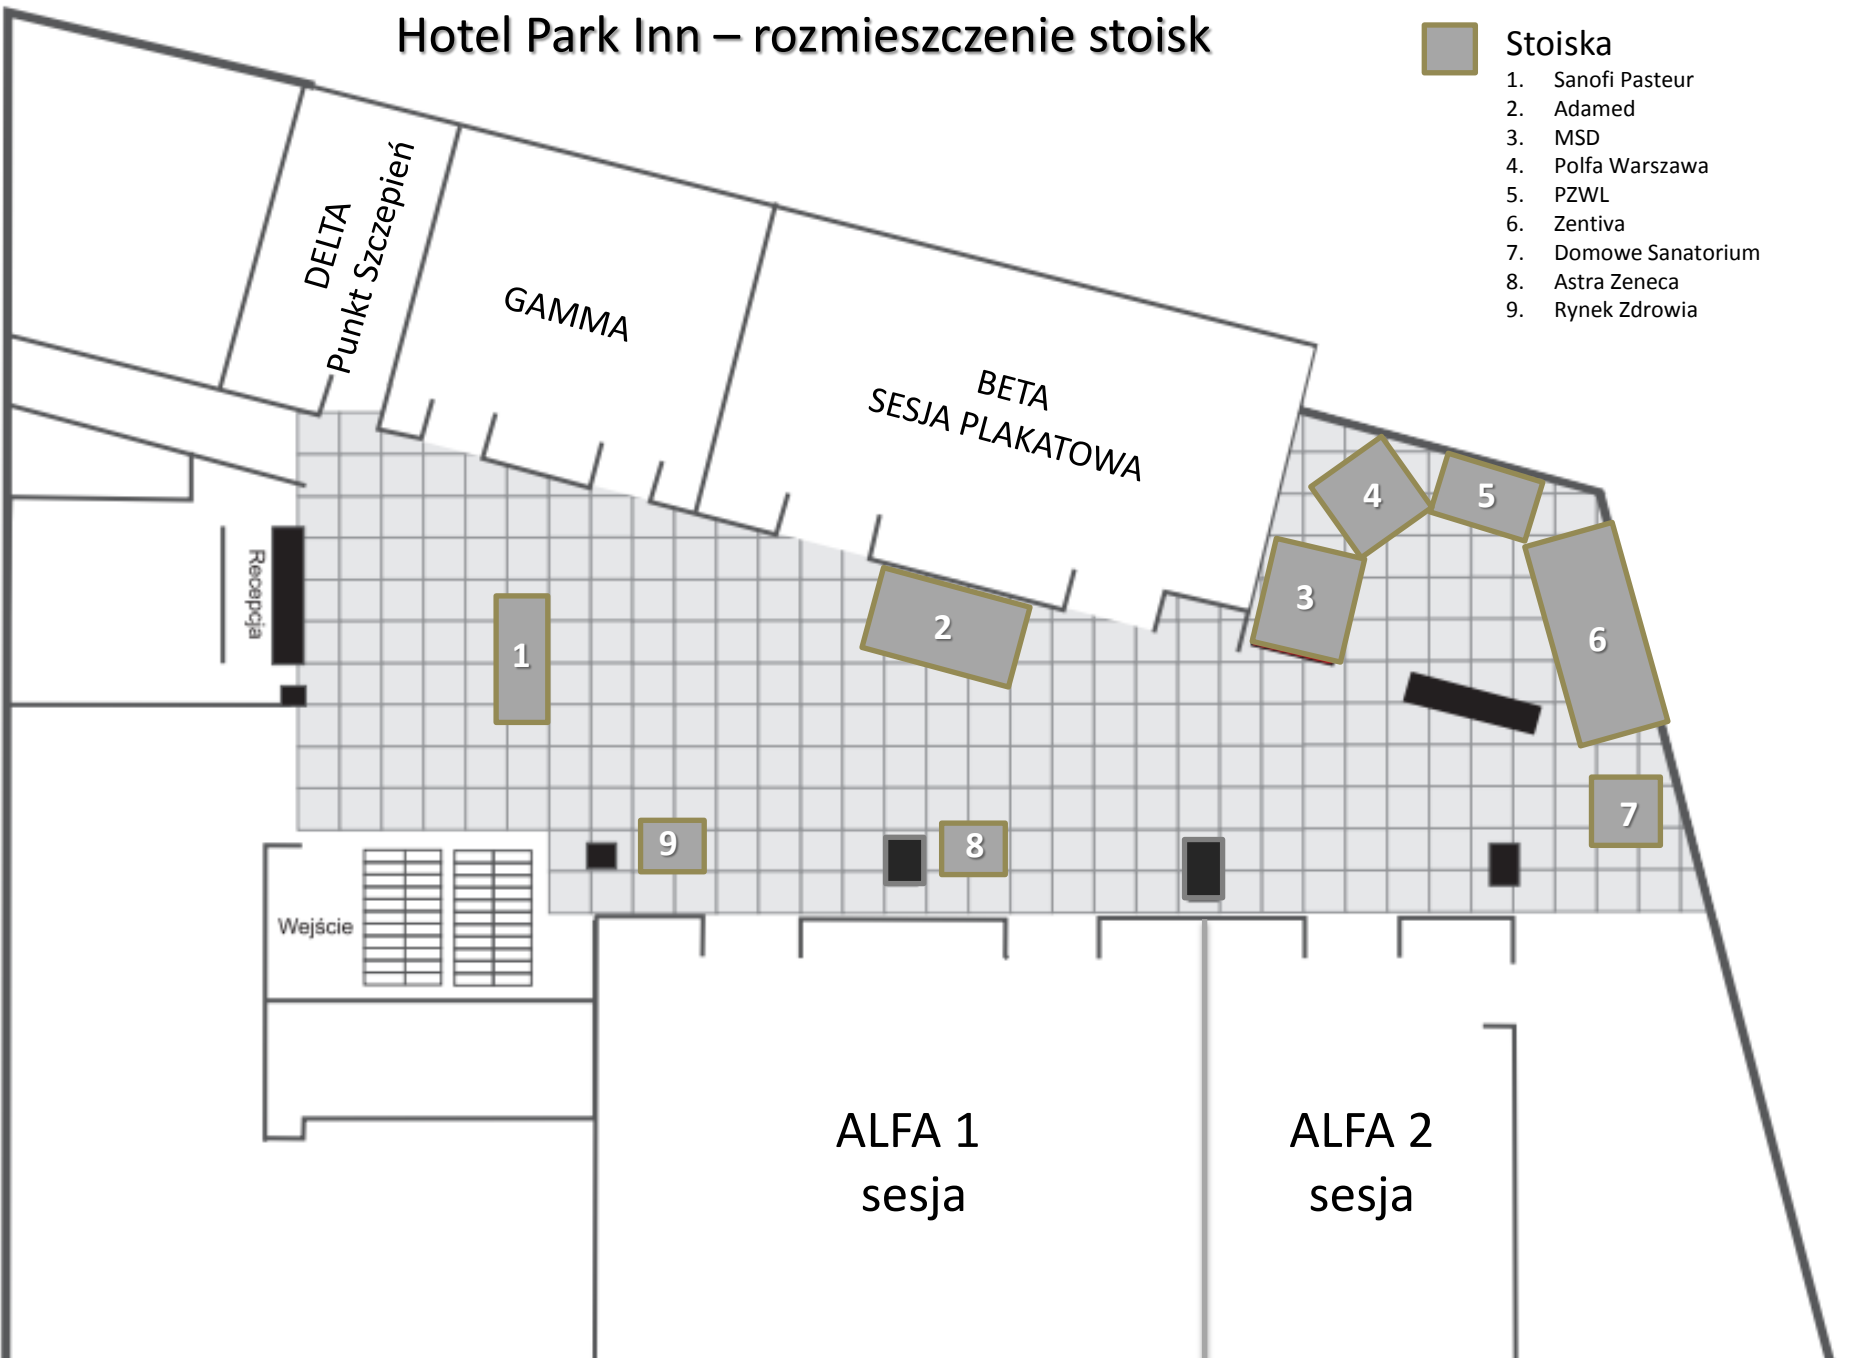 Hotel Park Inn – rozmieszczenie stoisk
Stoiska
1. Sanofi Pasteur
2. Adamed
3. MSD
4. Polfa Warszawa
5. PZWL
6. Zentiva
7. Domowe Sanatorium
8. Astra Zeneca
9. Rynek Zdrowia
DELTA
Punkt Szczepień
GAMMA
BETA
SESJA PLAKATOWA
4
5
3
6
2
1
Recepcja
7
9
8
Wejście
ALFA 1
sesja
ALFA 2
sesja